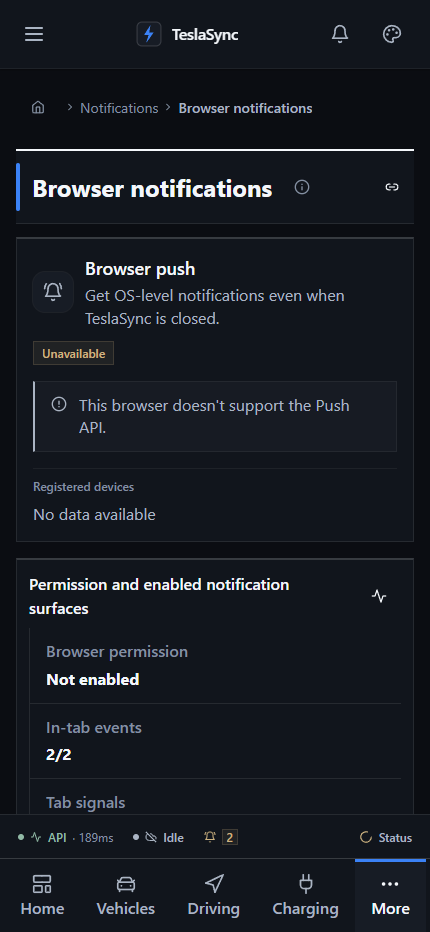 TeslaSync
Notifications
Browser notifications
Browser notifications
Browser push
Get OS-level notifications even when
TeslaSync is closed.
Unavailable
This browser doesn't support the Push
API.
Registered devices
No data available
Permission and enabled notification
surfaces
Browser permission
Not enabled
In-tab events
2/2
Tab signals
API · 189ms
Idle
2
Status
Home
Vehicles
Driving
Charging
More